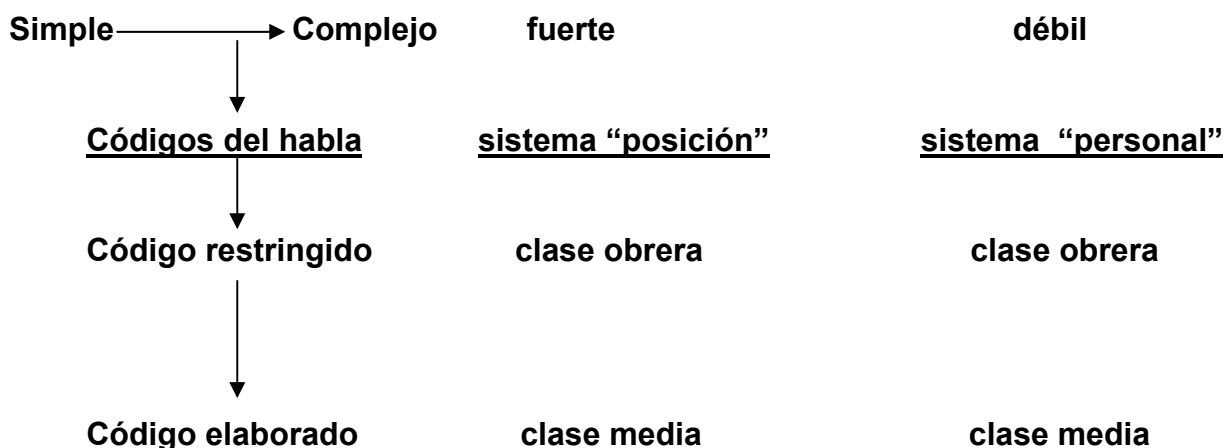 Simple Complejo fuerte débil
Códigos del habla sistema “posición” sistema “personal”
Código restringido clase obrera clase obrera
Código elaborado clase media clase media